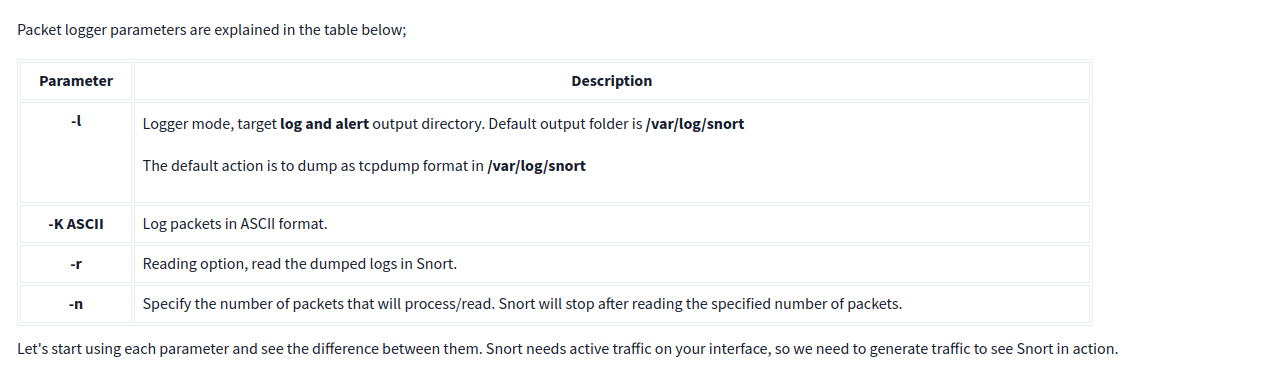 Packet logger parameters are explained in the table below;
Parameter Description
-l Logger mode, target log and alert output directory. Default output folder is /var/log/snort
The default action is to dump as tcpdump format in /var/log/snort
-K ASCII Log packets in ASCII format.
-r Reading option, read the dumped logs in Snort.
-n Specify the number of packets that will process/read. Snort will stop after reading the specified number of packets.
Let's start using each parameter and see the difference between them. Snort needs active traffic on your interface, so we need to generate traffic to see Snort in action.